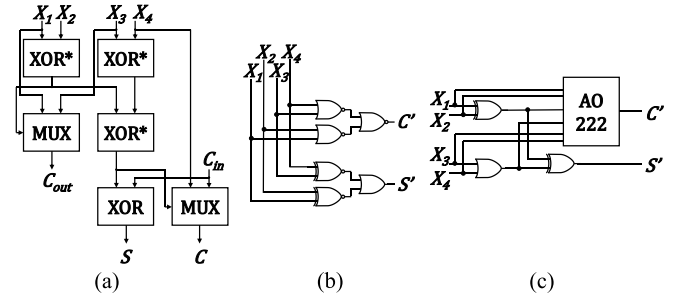 X1 X2 X3 X4
XOR* XOR*
MUX XOR*
Cout Cin
XOR MUX
S C
(a)
X2 X4
X1 X3
C'
S'
(b)
X1
X2
X3
X4
AO
222
C'
S'
(c)